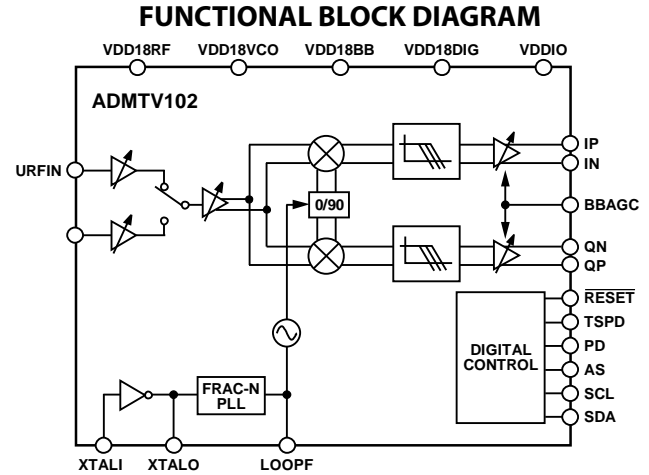 FUNCTIONAL BLOCK DIAGRAM
VDD18RF VDD18VCO VDD18BB VDD18DIG VDDIO
ADMTV102
URFIN
IP
IN
0/90
BBAGC
QN
QP
RESET
TSPD
DIGITAL
CONTROL
PD
AS
SCL
SDA
FRAC-N
PLL
XTALI XTALO LOOPF